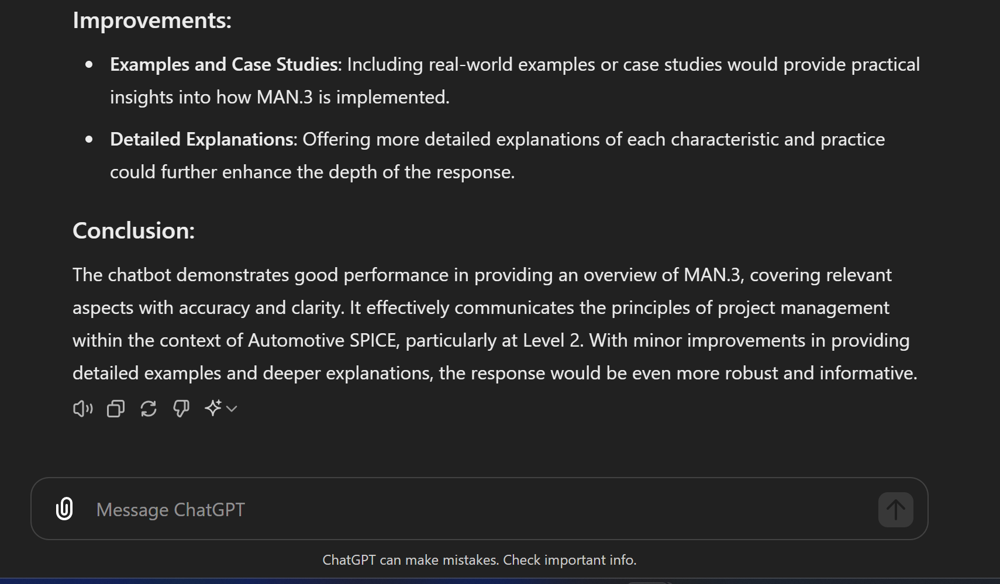 Improvements:
• Examples and Case Studies: Including real-world examples or case studies would provide practical
insights into how MAN.3 is implemented.
• Detailed Explanations: Offering more detailed explanations of each characteristic and practice
could further enhance the depth of the response.
Conclusion:
The chatbot demonstrates good performance in providing an overview of MAN.3, covering relevant
aspects with accuracy and clarity. It effectively communicates the principles of project management
within the context of Automotive SPICE, particularly at Level 2. With minor improvements in providing
detailed examples and deeper explanations, the response would be even more robust and informative.
Message ChatGPT
ChatGPT can make mistakes. Check important info.